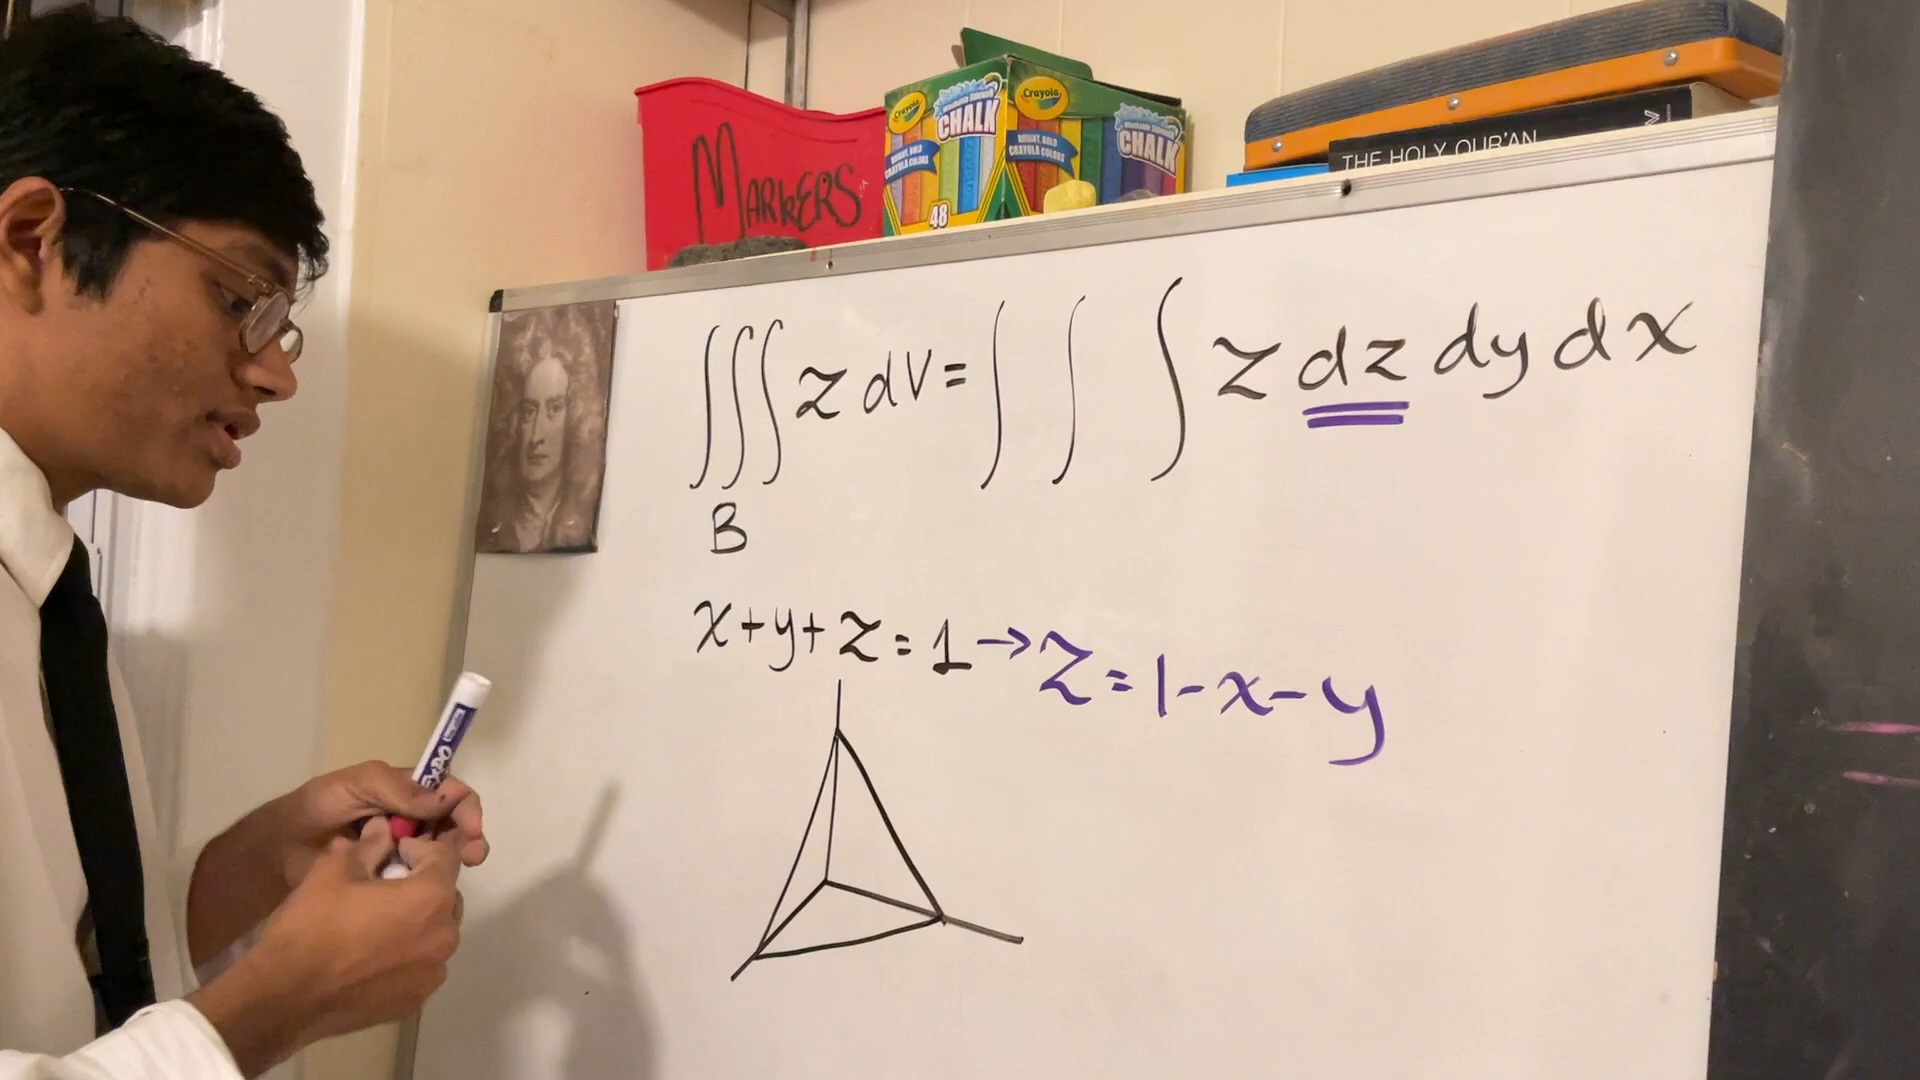 MARKERS
Crayola
CHALK
BRIGHT, BOLD
CRAYOLA COLORS
48
Crayola
CHALK
BRIGHT, BOLD
CRAYOLA COLORS
THE HOLY QUR'AN
∭ z dV = ∫ ∫ ∫ z dz dy dx
B
x + y + z = 1 → z = 1 - x - y
EXPO